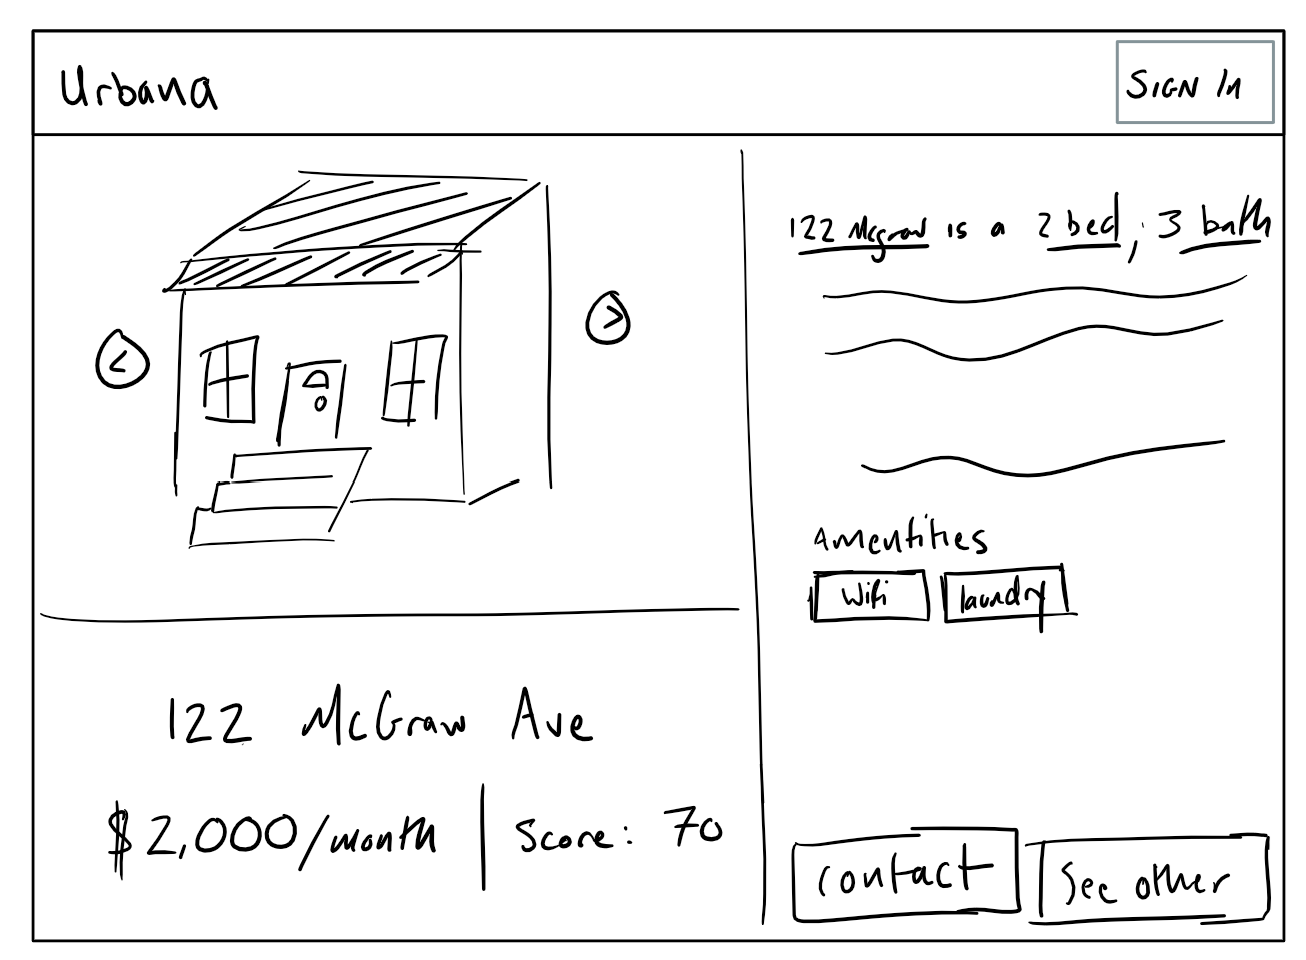 Urbana
SIGN In
122 Mcgraw is a 2 bed, 3 bath
Amentities
Wifi
laundry
122 McGraw Ave
$2,000/month | Score: 70
contact
See other